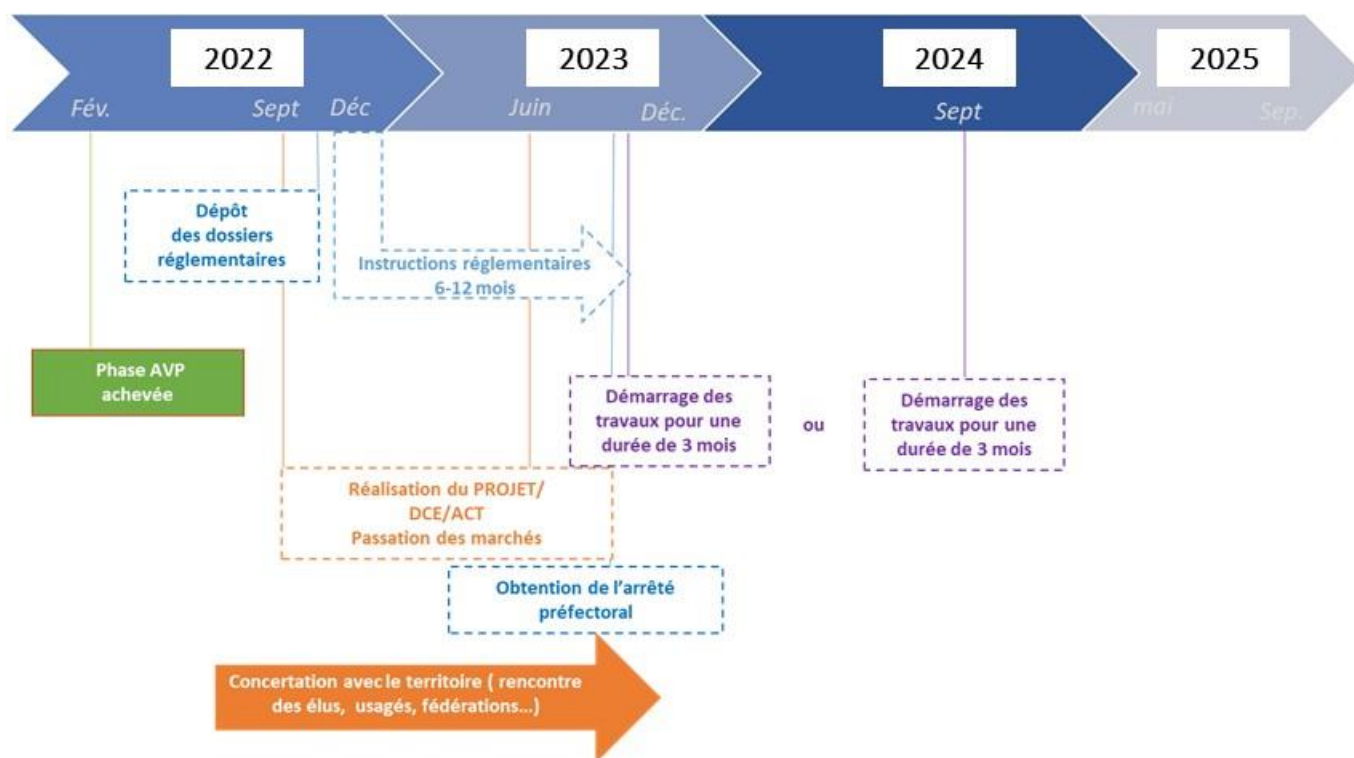 2022
2023
2024
2025
Fév.
Sept
Déc
Juin
Déc.
Sept
mai
Sep.
Dépôt
des dossiers
réglementaires
Instructions réglementaires
6-12 mois
Phase AVP
achevée
Démarrage des
travaux pour une
durée de 3 mois
ou
Démarrage des
travaux pour une
durée de 3 mois
Réalisation du PROJET/
DCE/ACT
Passation des marchés
Obtention de l'arrêté
préfectoral
Concertation avec le territoire ( rencontre
des élus, usagés, fédérations...)